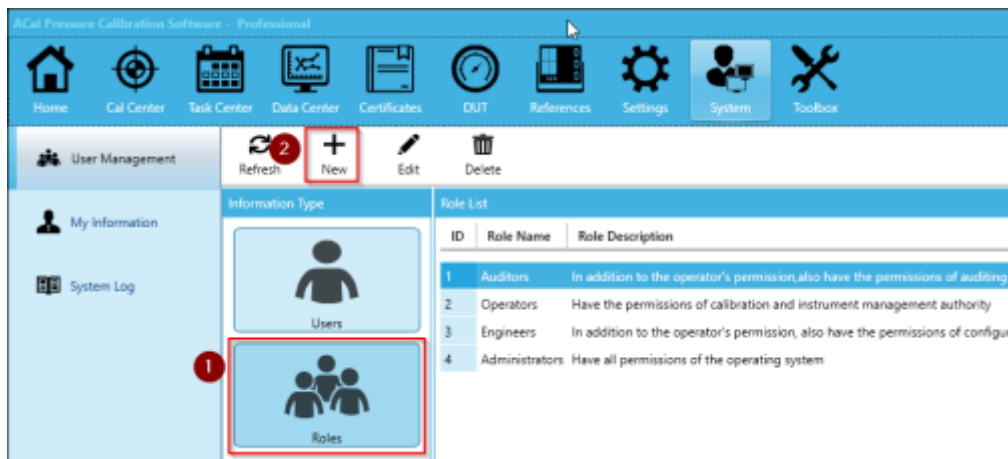 ACal Pressure Calibration Software - Professional
Home Cal Center Task Center Data Center Certificates DUT References Settings System Toolbox
User Management
My Information
System Log
2
Refresh New Edit Delete
Information Type
Users
1
Roles
Role List
ID Role Name Role Description
1 Auditors In addition to the operator's permission,also have the permissions of auditing
2 Operators Have the permissions of calibration and instrument management authority
3 Engineers In addition to the operator's permission, also have the permissions of configu
4 Administrators Have all permissions of the operating system